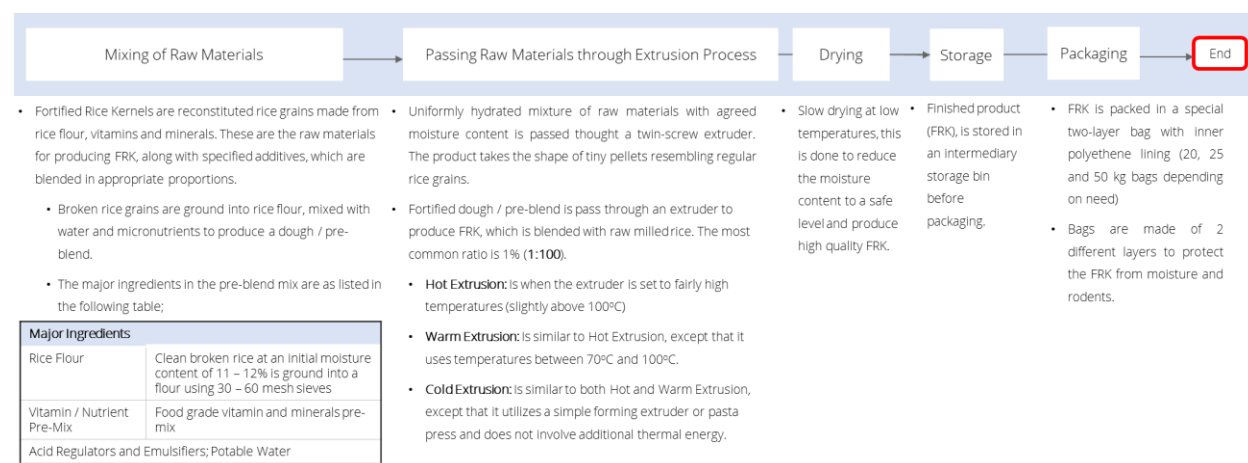 Mixing of Raw Materials
Passing Raw Materials through Extrusion Process
Drying
Storage
Packaging
End
• Fortified Rice Kernels are reconstituted rice grains made from
rice flour, vitamins and minerals. These are the raw materials
for producing FRK, along with specified additives, which are
blended in appropriate proportions.
• Broken rice grains are ground into rice flour, mixed with
water and micronutrients to produce a dough / pre-
blend.
• The major ingredients in the pre-blend mix are as listed in
the following table;
Major Ingredients
Rice Flour
Clean broken rice at an initial moisture
content of 11 – 12% is ground into a
flour using 30 – 60 mesh sieves
Vitamin / Nutrient
Pre-Mix
Food grade vitamin and minerals pre-
mix
Acid Regulators and Emulsifiers; Potable Water
• Uniformly hydrated mixture of raw materials with agreed
moisture content is passed thought a twin-screw extruder.
The product takes the shape of tiny pellets resembling regular
rice grains.
• Fortified dough / pre-blend is pass through an extruder to
produce FRK, which is blended with raw milled rice. The most
common ratio is 1% (1:100).
• Hot Extrusion: Is when the extruder is set to fairly high
temperatures (slightly above 100ºC)
• Warm Extrusion: Is similar to Hot Extrusion, except that it
uses temperatures between 70ºC and 100ºC.
• Cold Extrusion: Is similar to both Hot and Warm Extrusion,
except that it utilizes a simple forming extruder or pasta
press and does not involve additional thermal energy.
• Slow drying at low
temperatures, this
is done to reduce
the moisture
content to a safe
level and produce
high quality FRK.
• Finished product
(FRK), is stored in
an intermediary
storage bin
before
packaging.
• FRK is packed in a special
two-layer bag with inner
polyethene lining (20, 25
and 50 kg bags depending
on need)
• Bags are made of 2
different layers to protect
the FRK from moisture and
rodents.